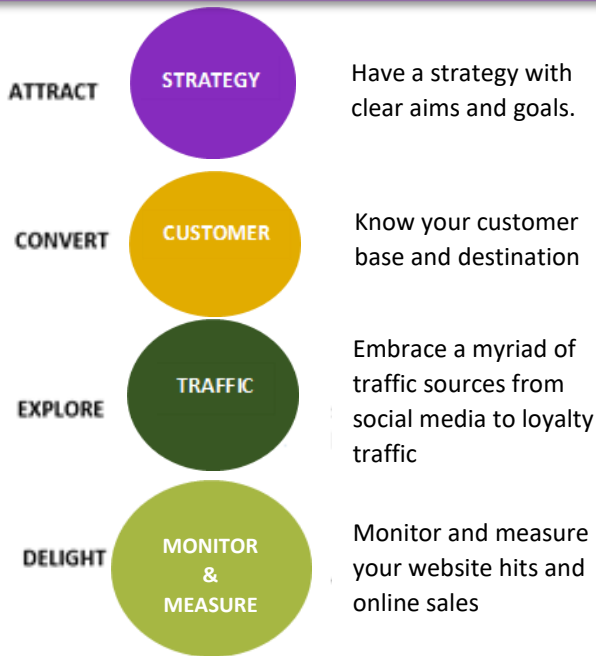 ATTRACT
STRATEGY
Have a strategy with
clear aims and goals.
CONVERT
CUSTOMER
Know your customer
base and destination
EXPLORE
TRAFFIC
Embrace a myriad of
traffic sources from
social media to loyalty
traffic
DELIGHT
MONITOR
&
MEASURE
Monitor and measure
your website hits and
online sales